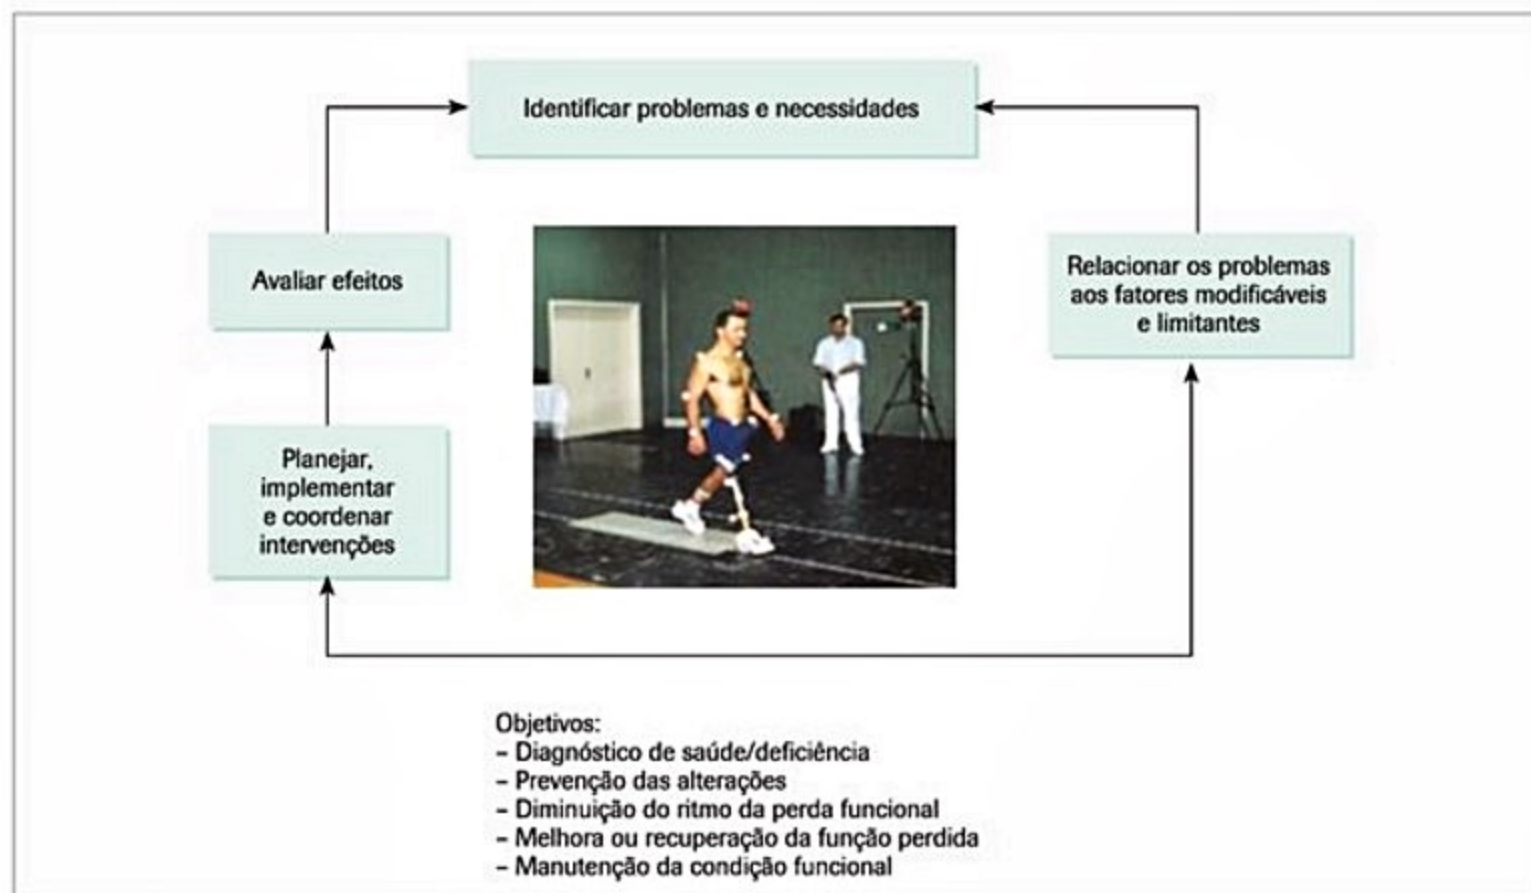 Identificar problemas e necessidades
Avaliar efeitos
Relacionar os problemas
aos fatores modificáveis
e limitantes
Planejar,
implementar
e coordenar
intervenções
Objetivos:
– Diagnóstico de saúde/deficiência
– Prevenção das alterações
– Diminuição do ritmo da perda funcional
– Melhora ou recuperação da função perdida
– Manutenção da condição funcional